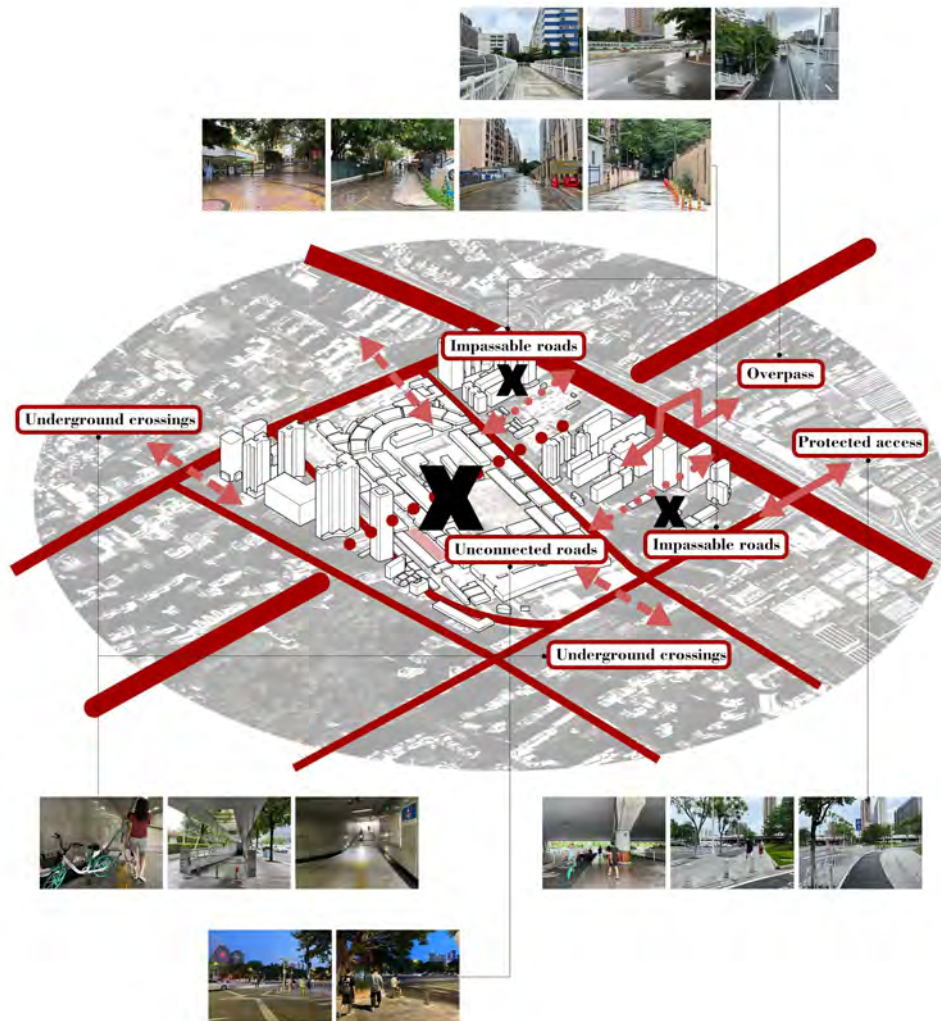 Impassable roads
Overpass
Underground crossings
Protected access
Unconnected roads
Impassable roads
Underground crossings